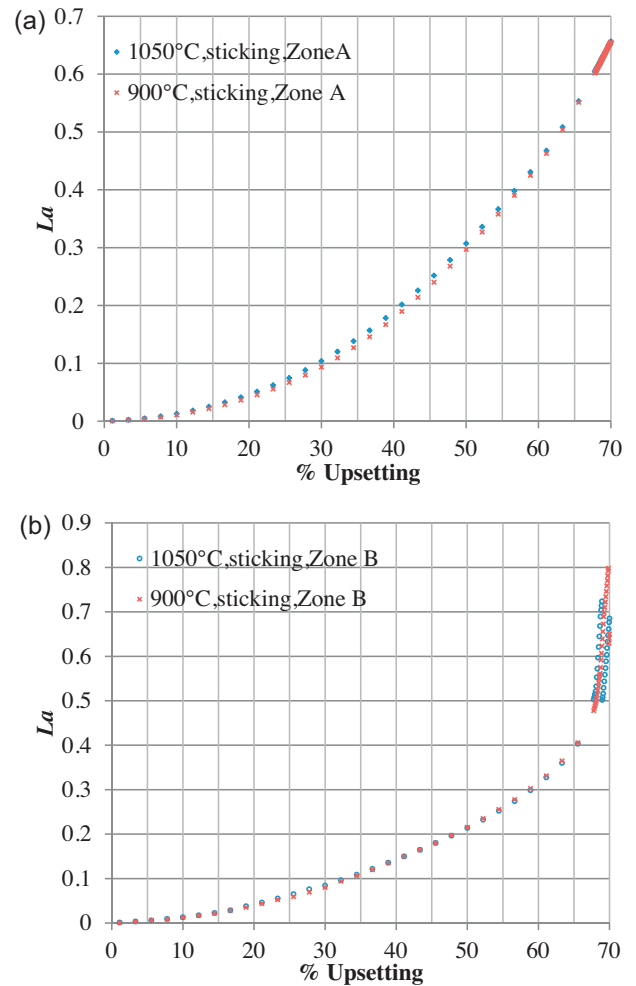 (a)
0.7
0.6
0.5
0.4
0.3
0.2
0.1
0
La
1050°C,sticking,ZoneA
900°C,sticking,Zone A
0 10 20 30 40 50 60 70
% Upsetting
(b)
0.9
0.8
0.7
0.6
0.5
0.4
0.3
0.2
0.1
0
La
1050°C,sticking,Zone B
900°C,sticking,Zone B
0 10 20 30 40 50 60 70
% Upsetting